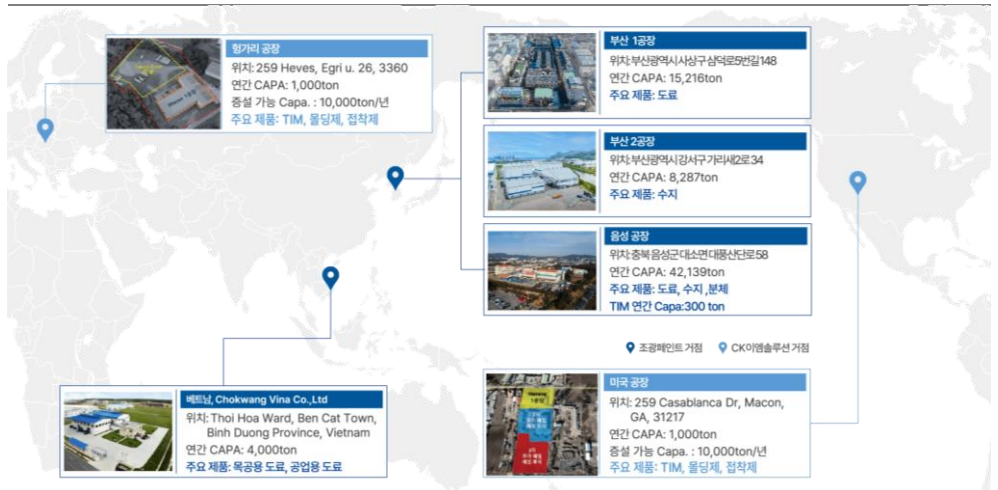 헝가리 공장
위치: 259 Heves, Egri u. 26, 3360
연간 CAPA: 1,000ton
증설 가능 Capa. : 10,000ton/년
주요 제품: TIM, 몰딩제, 접착제
부산 1공장
위치:부산광역시 사상구 삼덕로5번길148
연간 CAPA: 15,216ton
주요 제품: 도료
부산 2공장
위치:부산광역시 강서구 가리새2로 34
연간 CAPA: 8,287ton
주요 제품: 수지
음성 공장
위치:충북 음성군 대소면 대풍산단로 58
연간 CAPA: 42,139ton
주요 제품: 도료, 수지 ,분체
TIM 연간 Capa:300 ton
조광페인트 거점
CK이엠솔루션 거점
베트남, Chokwang Vina Co.,Ltd
위치: Thoi Hoa Ward, Ben Cat Town,
Binh Duong Province, Vietnam
연간 CAPA: 4,000ton
주요 제품: 목공용 도료, 공업용 도료
미국 공장
위치: 259 Casablanca Dr, Macon,
GA, 31217
연간 CAPA: 1,000ton
증설 가능 Capa. : 10,000ton/년
주요 제품: TIM, 몰딩제, 접착제